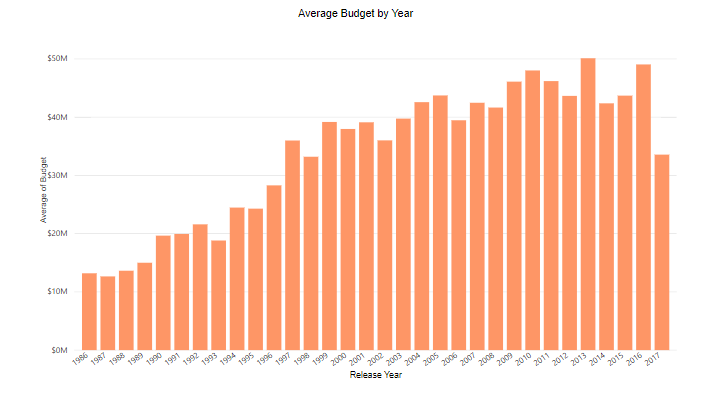 Average Budget by Year
$50M
$40M
$30M
$20M
$10M
$0M
Average of Budget
1986 1987 1988 1989 1990 1991 1992 1993 1994 1995 1996 1997 1998 1999 2000 2001 2002 2003 2004 2005 2006 2007 2008 2009 2010 2011 2012 2013 2014 2015 2016 2017
Release Year